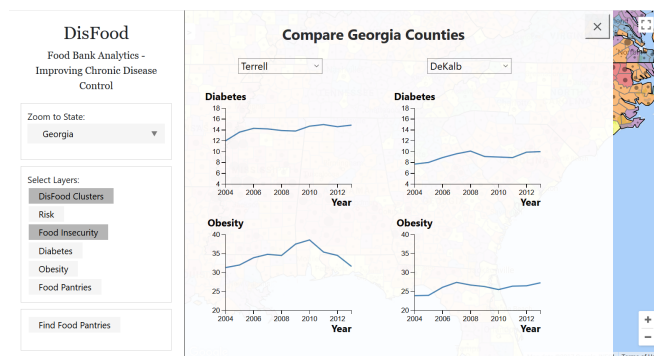 DisFood
Food Bank Analytics -
Improving Chronic Disease
Control
Zoom to State:
Georgia
Select Layers:
DisFood Clusters
Risk
Food Insecurity
Diabetes
Obesity
Food Pantries
Find Food Pantries
Compare Georgia Counties
×
Terrell
DeKalb
Diabetes
18
16
14
12
10
8
6
4
2004 2006 2008 2010 2012
Year
Diabetes
18
16
14
12
10
8
6
4
2004 2006 2008 2010 2012
Year
Obesity
40
35
30
25
20
2004 2006 2008 2010 2012
Year
Obesity
40
35
30
25
20
2004 2006 2008 2010 2012
Year
+
−